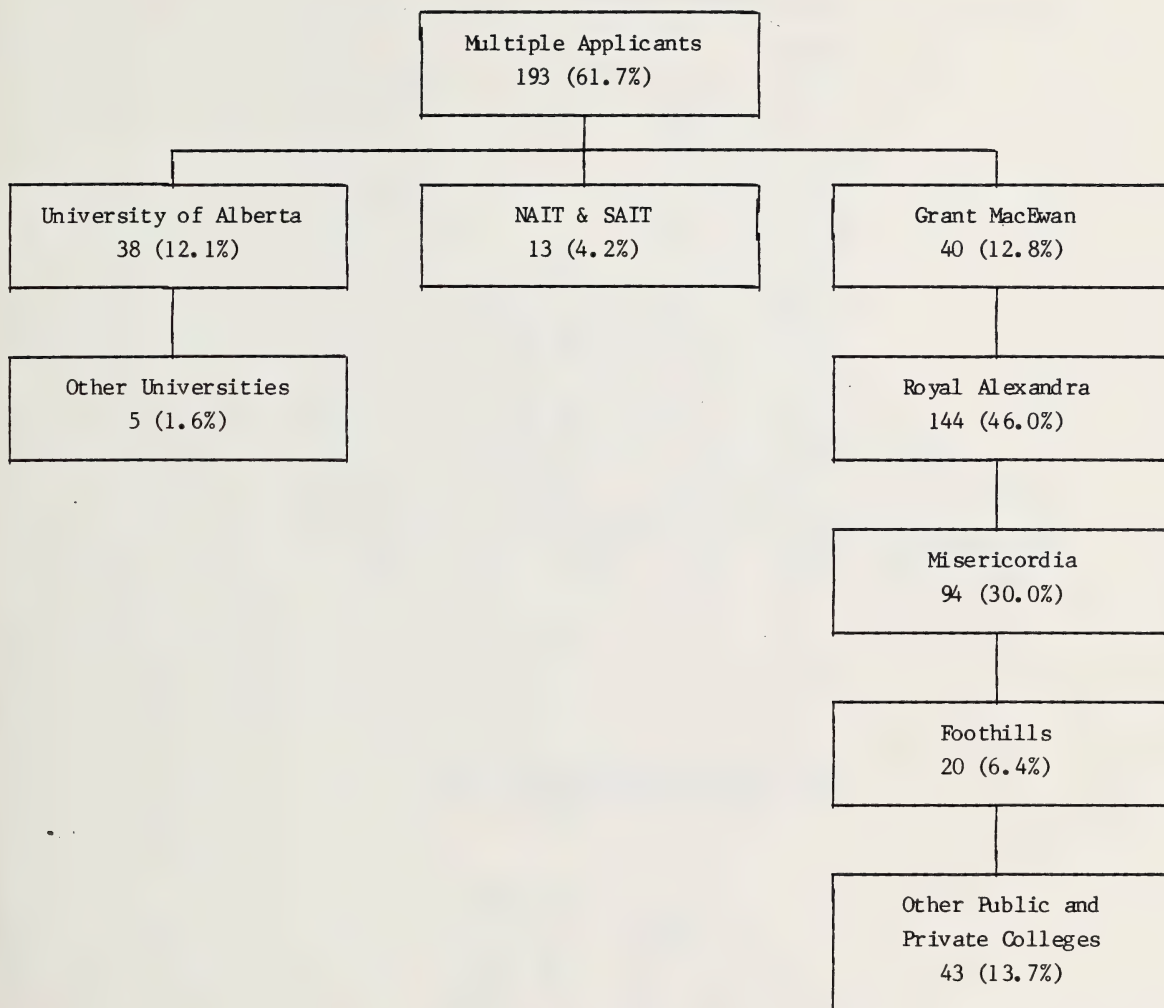 Multiple Applicants
193 (61.7%)
University of Alberta
38 (12.1%)
NAIT & SAIT
13 (4.2%)
Grant MacEwan
40 (12.8%)
Other Universities
5 (1.6%)
Royal Alexandra
144 (46.0%)
Misericordia
94 (30.0%)
Foothills
20 (6.4%)
Other Public and
Private Colleges
43 (13.7%)